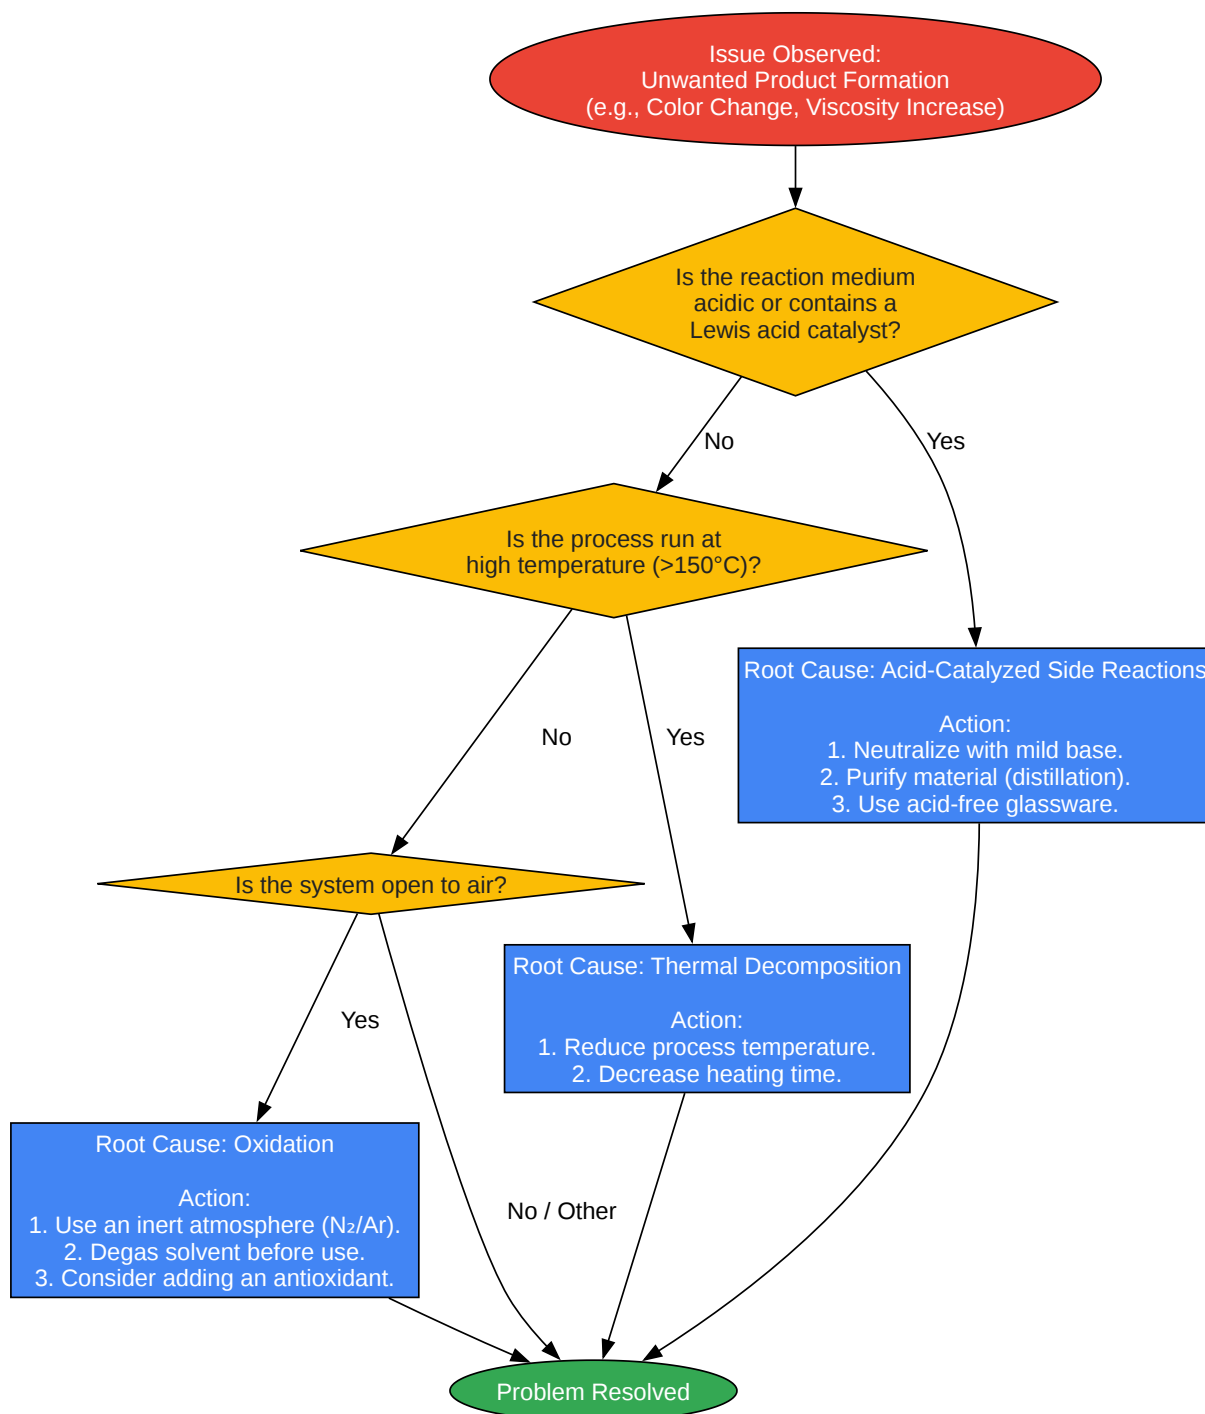 Issue Observed:
Unwanted Product Formation
(e.g., Color Change, Viscosity Increase)
Is the reaction medium
acidic or contains a
Lewis acid catalyst?
No
Yes
Is the process run at
high temperature (>150°C)?
Root Cause: Acid-Catalyzed Side Reactions
Action:
1. Neutralize with mild base.
2. Purify material (distillation).
3. Use acid-free glassware.
No
Yes
Is the system open to air?
Root Cause: Thermal Decomposition
Action:
1. Reduce process temperature.
2. Decrease heating time.
Yes
Root Cause: Oxidation
Action:
1. Use an inert atmosphere (N₂/Ar).
2. Degas solvent before use.
3. Consider adding an antioxidant.
No / Other
Problem Resolved